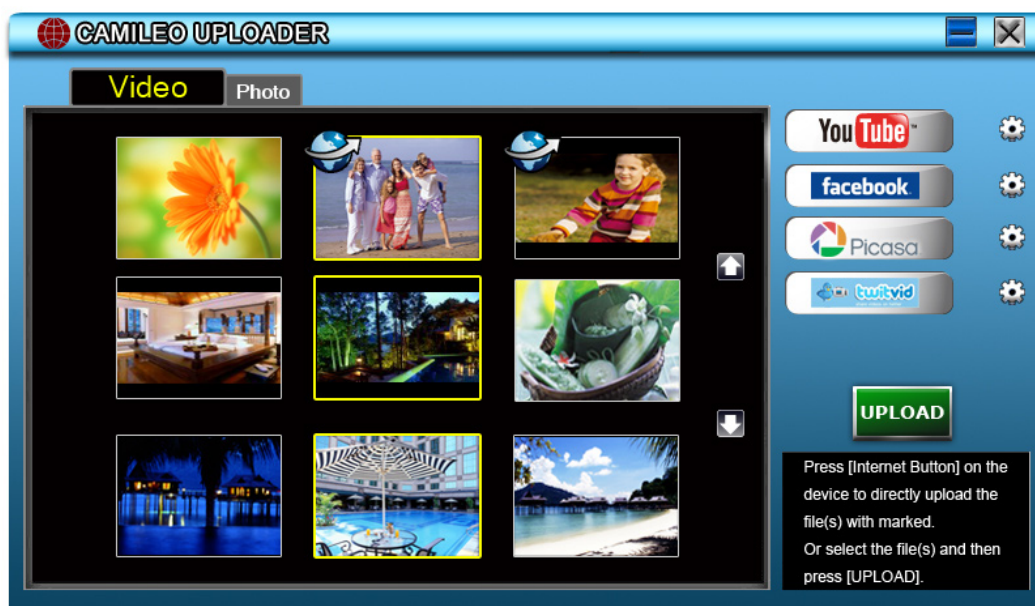 CAMILEO UPLOADER
Video
Photo
YouTube™
facebook
Picasa
twitvid
UPLOAD
Press [Internet Button] on the
device to directly upload the
file(s) with marked.
Or select the file(s) and then
press [UPLOAD].